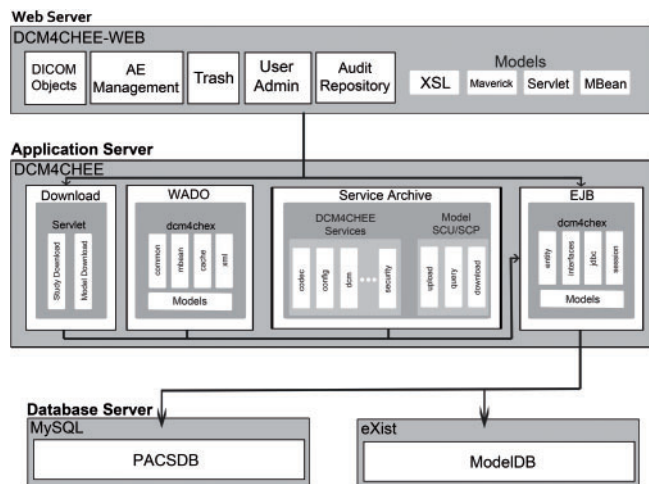 Web Server
DCM4CHEE-WEB
DICOM
Objects
AE
Management
Trash
User
Admin
Audit
Repository
Models
XSL
Maverick
Servlet
MBean
Application Server
DCM4CHEE
Download
Servlet
Study Download
Model Download
WADO
dcm4chex
common
mbean
cache
xml
Models
Service Archive
DCM4CHEE
Services
codec
config
dcm
security
Model
SCU/SCP
upload
query
download
EJB
dcm4chex
entity
interfaces
jdbc
session
Models
Database Server
MySQL
PACSDB
eXist
ModelDB